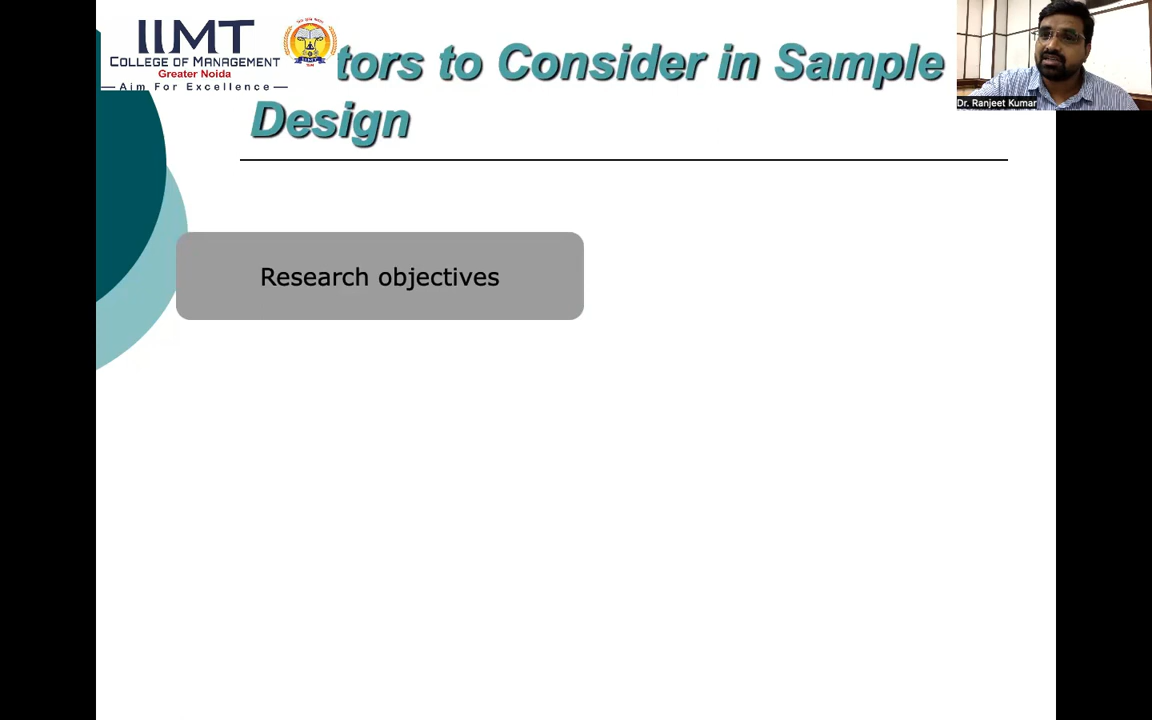 IIMT
COLLEGE OF MANAGEMENT
Greater Noida
Aim For Excellence
tors to Consider in Sample
Design
Dr. Ranjeet Kumar
Research objectives